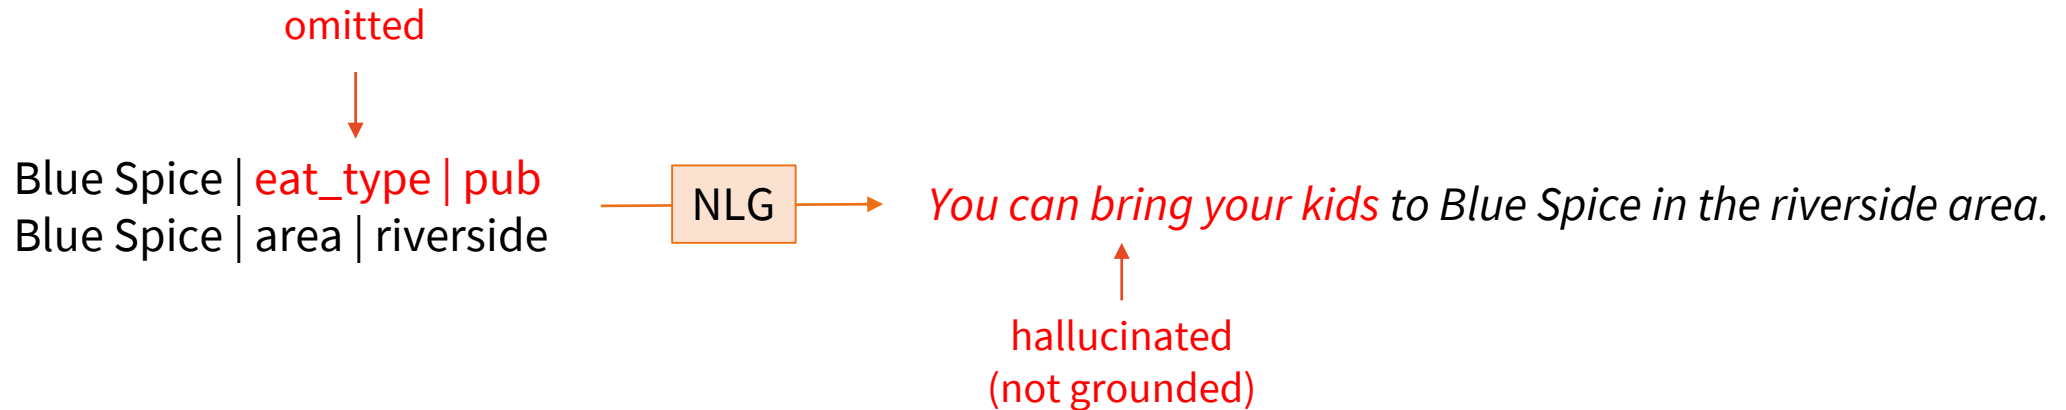 omitted
Blue Spice | eat_type | pub
Blue Spice | area | riverside
NLG
You can bring your kids to Blue Spice in the riverside area.
hallucinated
(not grounded)